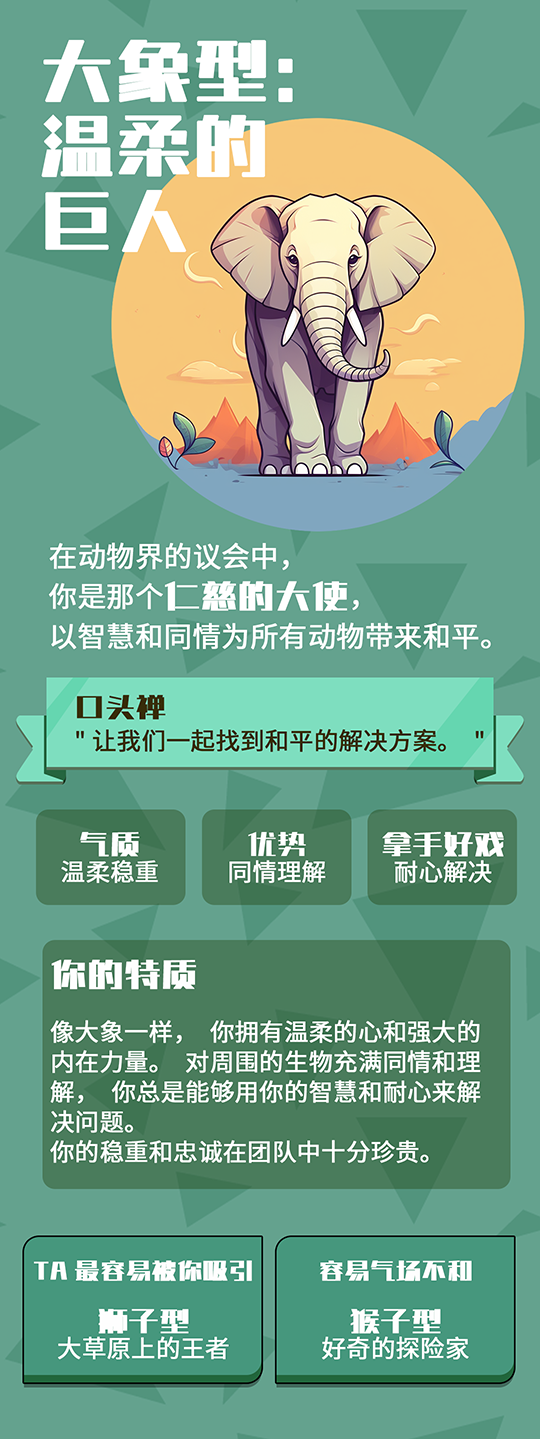 大象型：
温柔的
巨人
在动物界的议会中，
你是那个仁慈的大使，
以智慧和同情为所有动物带来和平。
口头禅
" 让我们一起找到和平的解决方案。 "
气质
温柔稳重
优势
同情理解
拿手好戏
耐心解决
你的特质
像大象一样， 你拥有温柔的心和强大的
内在力量。 对周围的生物充满同情和理
解， 你总是能够用你的智慧和耐心来解
决问题。
你的稳重和忠诚在团队中十分珍贵。
TA 最容易被你吸引
狮子型
大草原上的王者
容易气场不和
猴子型
好奇的探险家